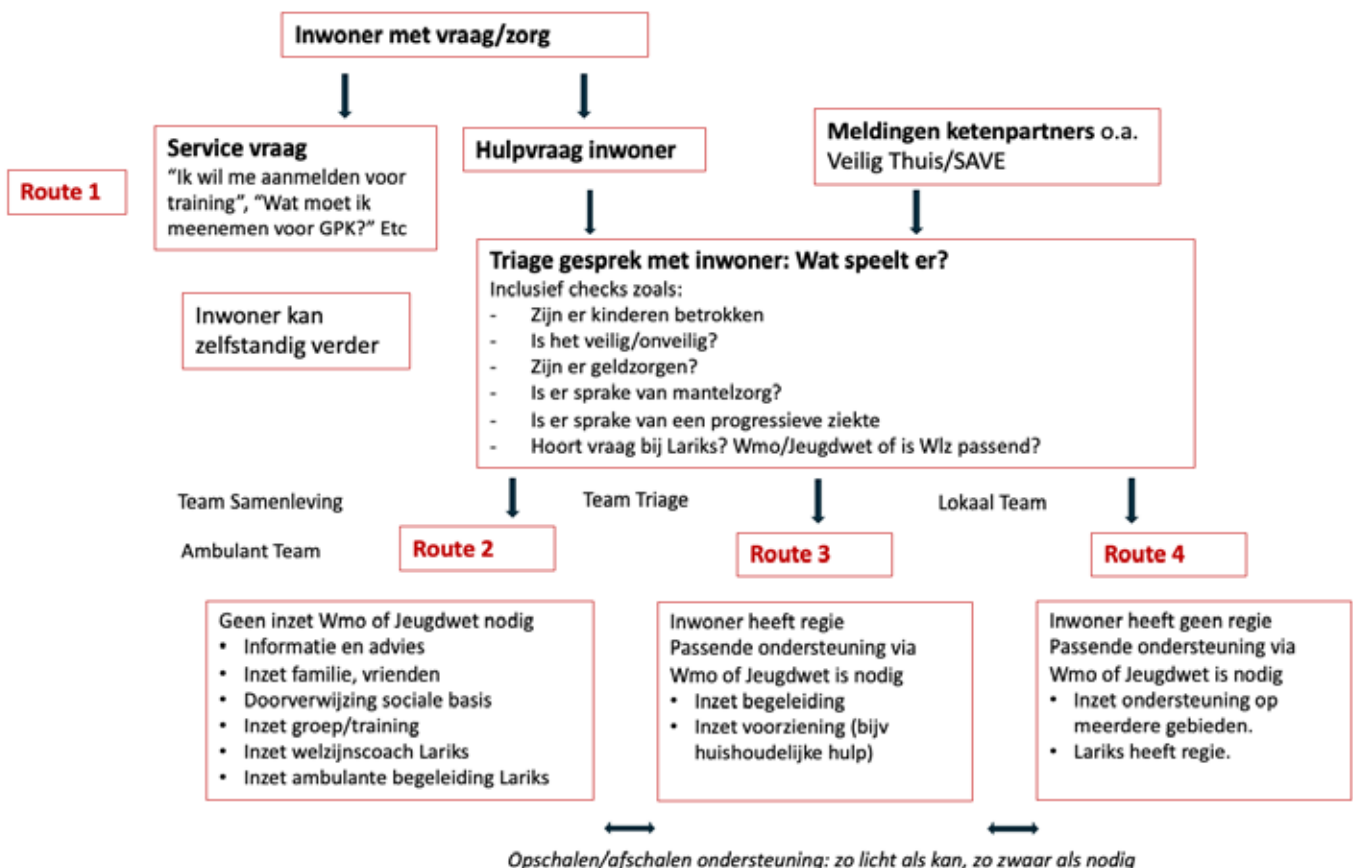 Inwoner met vraag/zorg
Route 1
Service vraag
“Ik wil me aanmelden voor
training”, “Wat moet ik
meenemen voor GPK?” Etc
Hulpvraag inwoner
Meldingen ketenpartners o.a.
Veilig Thuis/SAVE
Inwoner kan
zelfstandig verder
Triage gesprek met inwoner: Wat speelt er?
Inclusief checks zoals:
- Zijn er kinderen betrokken
- Is het veilig/onveilig?
- Zijn er geldzorgen?
- Is er sprake van mantelzorg?
- Is er sprake van een progressieve ziekte
- Hoort vraag bij Lariks? Wmo/Jeugdwet of is Wlz passend?
Team Samenleving
Team Triage
Lokaal Team
Ambulant Team
Route 2
Route 3
Route 4
Geen inzet Wmo of Jeugdwet nodig
• Informatie en advies
• Inzet familie, vrienden
• Doorverwijzing sociale basis
• Inzet groep/training
• Inzet welzijnscoach Lariks
• Inzet ambulante begeleiding Lariks
Inwoner heeft regie
Passende ondersteuning via
Wmo of Jeugdwet is nodig
• Inzet begeleiding
• Inzet voorziening (bijv
huishoudelijke hulp)
Inwoner heeft geen regie
Passende ondersteuning via
Wmo of Jeugdwet is nodig
• Inzet ondersteuning op
meerdere gebieden.
• Lariks heeft regie.
Opschalen/afschalen ondersteuning: zo licht als kan, zo zwaar als nodig